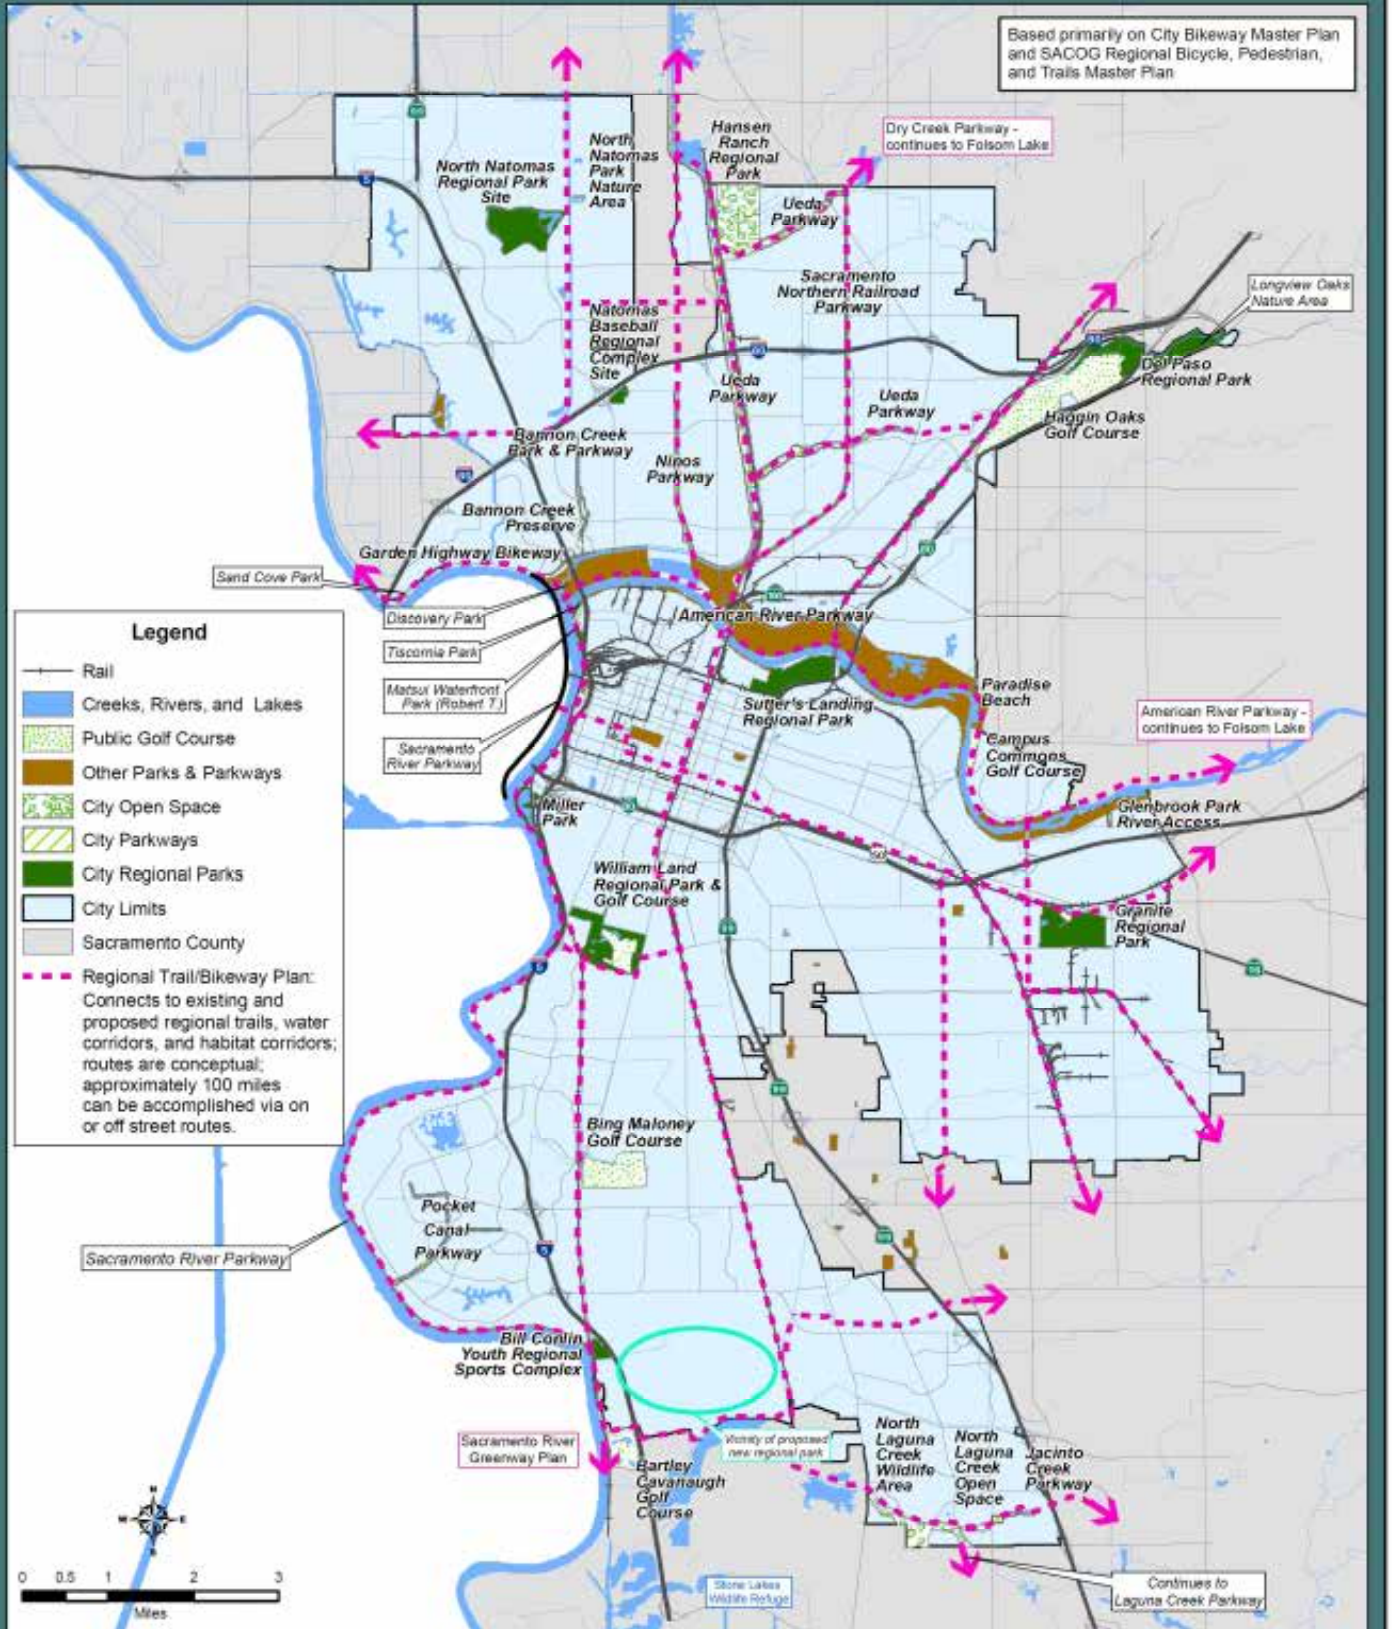 Based primarily on City Bikeway Master Plan
and SACOG Regional Bicycle, Pedestrian,
and Trails Master Plan
Dry Creek Parkway -
continues to Folsom Lake
Hansen
Ranch
Regional
Park
North
Natomas
Park
Nature
Area
North Natomas
Regional Park
Site
Ueda
Parkway
Sacramento
Northern Railroad
Parkway
Longview Oaks
Nature Area
Natomas
Baseball
Regional
Complex
Site
Del Paso
Regional Park
Ueda
Parkway
Ueda
Parkway
Haggin Oaks
Golf Course
Bannon Creek
Park & Parkway
Ninos
Parkway
Bannon Creek
Preserve
Garden Highway Bikeway
Sand Cove Park
Discovery Park
American River Parkway
Tiscornia Park
Matsui Waterfront
Park (Robert T.)
Sutter's Landing
Regional Park
Paradise
Beach
American River Parkway -
continues to Folsom Lake
Sacramento
River Parkway
Campus
Commons
Golf Course
Miller
Park
Glenbrook Park
River Access
William Land
Regional Park &
Golf Course
Granite
Regional
Park
Legend
Rail
Creeks, Rivers, and Lakes
Public Golf Course
Other Parks & Parkways
City Open Space
City Parkways
City Regional Parks
City Limits
Sacramento County
Regional Trail/Bikeway Plan:
Connects to existing and
proposed regional trails, water
corridors, and habitat corridors;
routes are conceptual;
approximately 100 miles
can be accomplished via on
or off street routes.
5
80
50
99
99
99
5
5
Bing Maloney
Golf Course
Pocket
Canal
Parkway
Sacramento River Parkway
Bill Conlin
Youth Regional
Sports Complex
Sacramento River
Greenway Plan
Vicinity of proposed
new regional park
Bartley
Cavanaugh
Golf
Course
North
Laguna
Creek
Wildlife
Area
North
Laguna
Creek
Open
Space
Jacinto
Creek
Parkway
Continues to
Laguna Creek Parkway
Stone Lakes
Wildlife Refuge
N
W
E
S
0 0.5 1 2 3
Miles